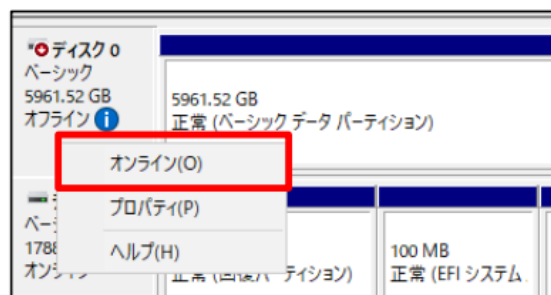 ディスク 0
ベーシック
5961.52 GB
オフライン
5961.52 GB
正常 (ベーシック データ パーティション)
オンライン(O)
プロパティ(P)
ヘルプ(H)
1788
100 MB
正常 (EFI システム